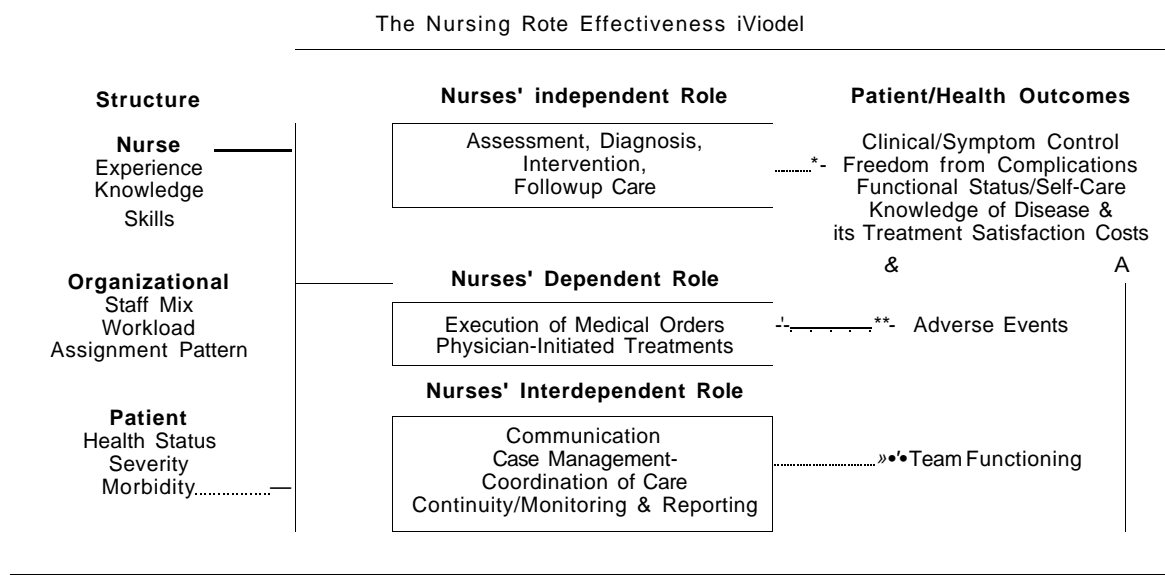 The Nursing Rote Effectiveness iViodel
Structure
Nurse
Experience
Knowledge
Skills
Organizational
Staff Mix
Workload
Assignment Pattern
Patient
Health Status
Severity
Morbidity
Nurses' independent Role
Assessment, Diagnosis,
Intervention,
Followup Care
Nurses' Dependent Role
Execution of Medical Orders
Physician-Initiated Treatments
Nurses' Interdependent Role
Communication
Case Management-
Coordination of Care
Continuity/Monitoring & Reporting
Patient/Health Outcomes
Clinical/Symptom Control
*- Freedom from Complications
Functional Status/Self-Care
Knowledge of Disease &
its Treatment Satisfaction Costs
& A
-'- **- Adverse Events
»•'•Team Functioning